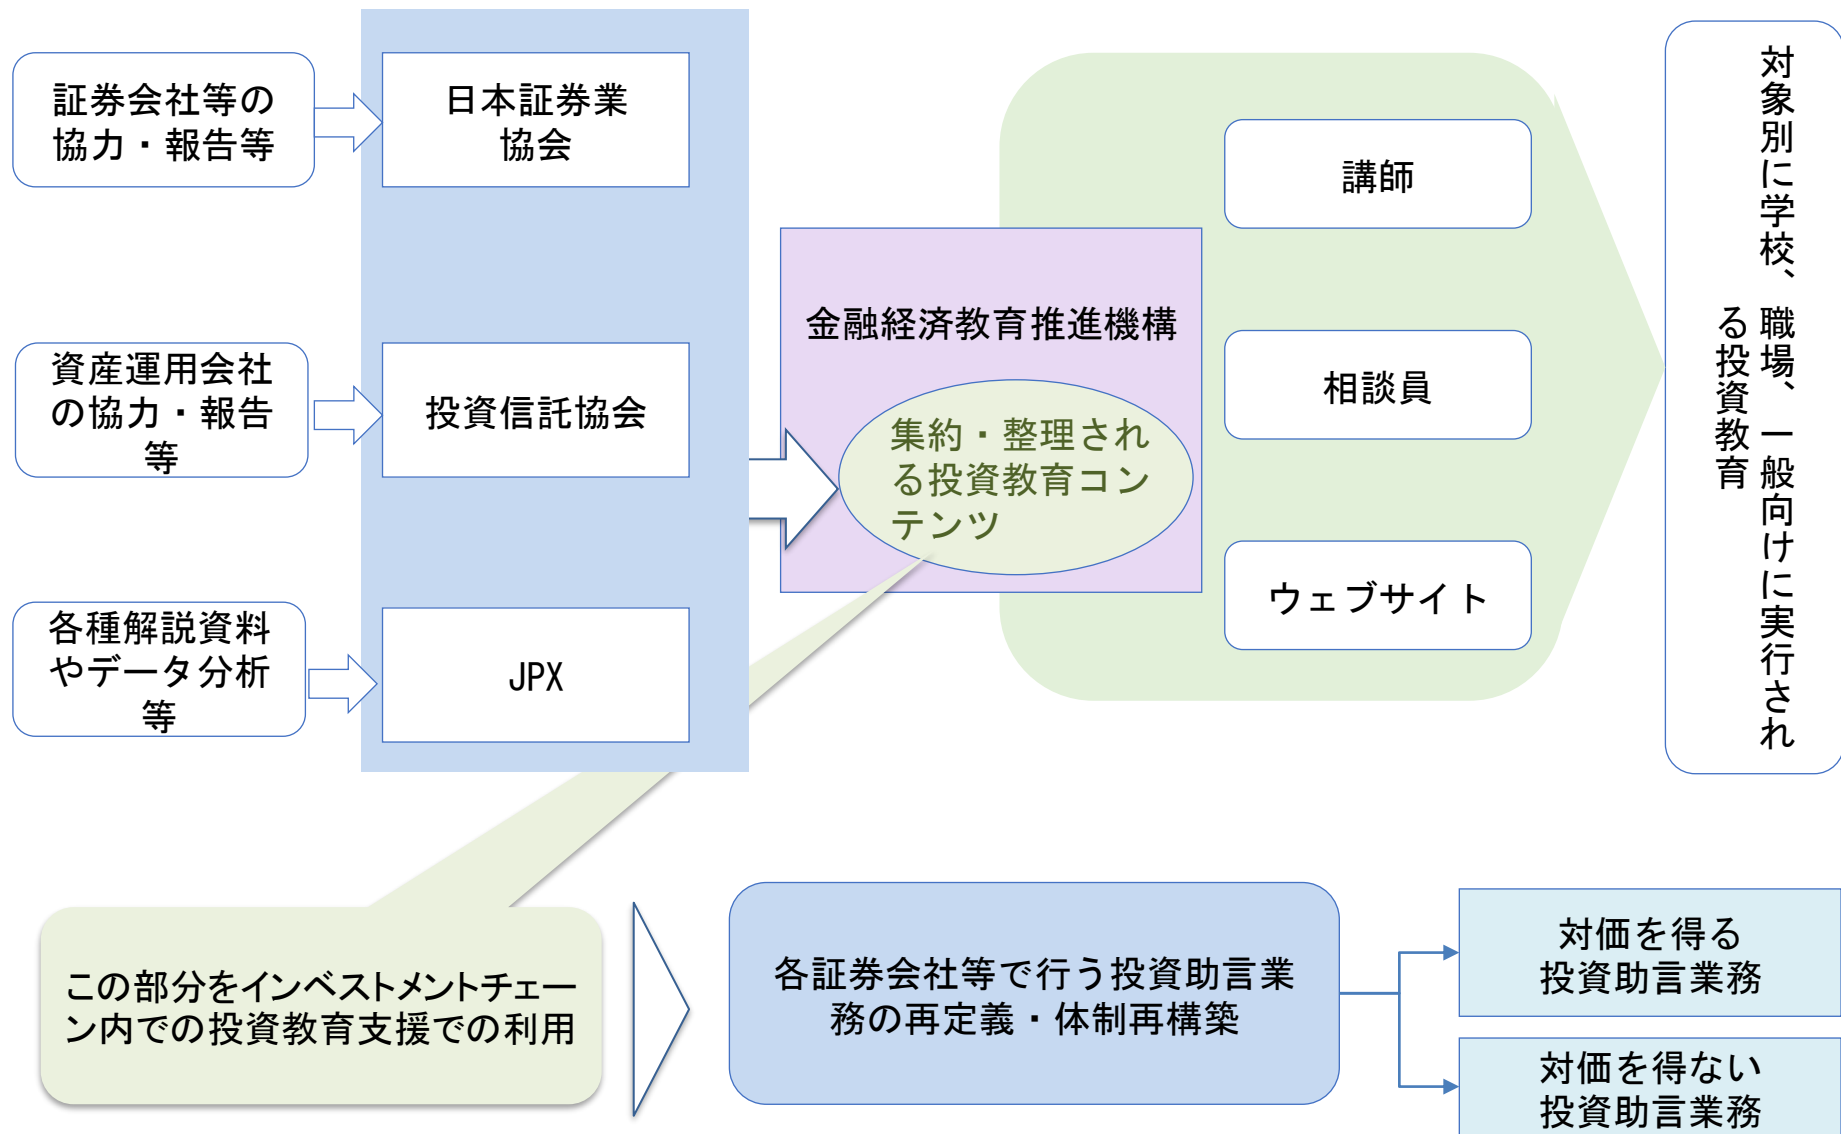 証券会社等の
協力・報告等
日本証券業
協会
資産運用会社
の協力・報告
等
投資信託協会
各種解説資料
やデータ分析
等
JPX
金融経済教育推進機構
集約・整理され
る投資教育コン
テンツ
講師
相談員
ウェブサイト
対象別に学校、職場、一般向けに実行され
る投資教育
この部分をインベストメントチェー
ン内での投資教育支援での利用
各証券会社等で行う投資助言業
務の再定義・体制再構築
対価を得る
投資助言業務
対価を得ない
投資助言業務